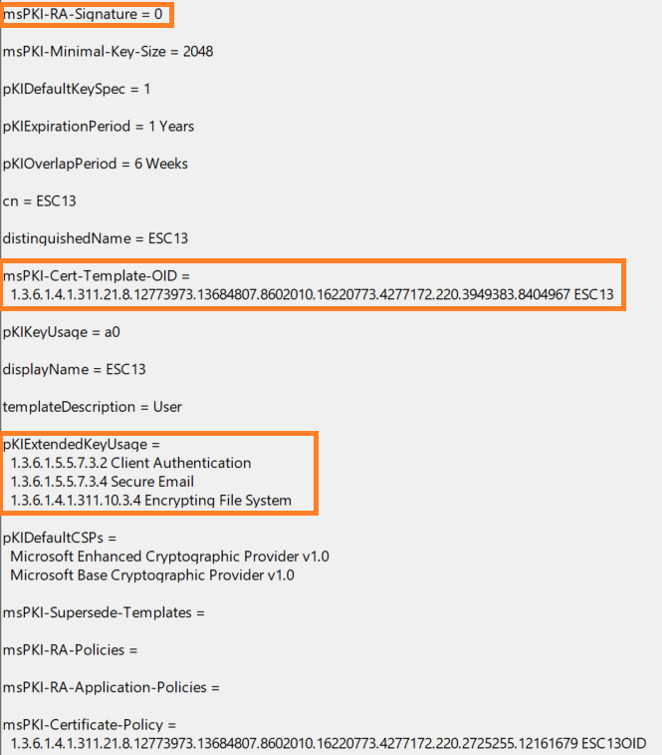 msPKI-RA-Signature = 0
msPKI-Minimal-Key-Size = 2048
pKIDefaultKeySpec = 1
pKIExpirationPeriod = 1 Years
pKIOverlapPeriod = 6 Weeks
cn = ESC13
distinguishedName = ESC13
msPKI-Cert-Template-OID =
1.3.6.1.4.1.311.21.8.12773973.13684807.8602010.16220773.4277172.220.3949383.8404967 ESC13
pKIKeyUsage = a0
displayName = ESC13
templateDescription = User
pKIExtendedKeyUsage =
1.3.6.1.5.5.7.3.2 Client Authentication
1.3.6.1.5.5.7.3.4 Secure Email
1.3.6.1.4.1.311.10.3.4 Encrypting File System
pKIDefaultCSPs =
Microsoft Enhanced Cryptographic Provider v1.0
Microsoft Base Cryptographic Provider v1.0
msPKI-Supersede-Templates =
msPKI-RA-Policies =
msPKI-RA-Application-Policies =
msPKI-Certificate-Policy =
1.3.6.1.4.1.311.21.8.12773973.13684807.8602010.16220773.4277172.220.2725255.12161679 ESC13OID